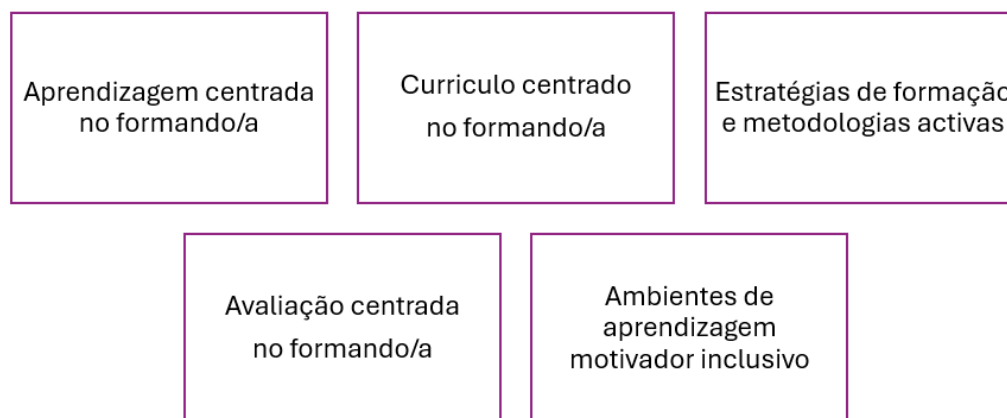 Aprendizagem centrada
no formando/a
Curriculo centrado
no formando/a
Estratégias de formação
e metodologias activas
Avaliação centrada
no formando/a
Ambientes de
aprendizagem
motivador inclusivo